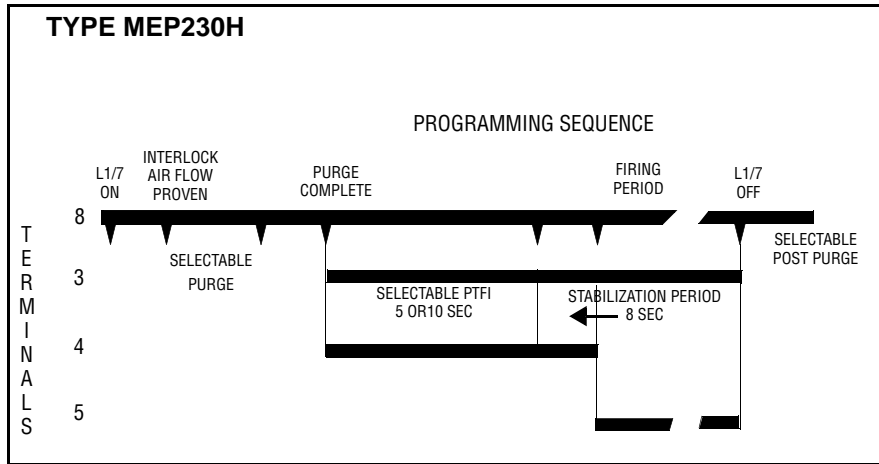 TYPE MEP230H
PROGRAMMING SEQUENCE
L1/7
ON
INTERLOCK
AIR FLOW
PROVEN
PURGE
COMPLETE
FIRING
PERIOD
L1/7
OFF
TERMINALS
8
SELECTABLE
PURGE
SELECTABLE
POST PURGE
3
SELECTABLE PTFI
5 OR10 SEC
STABILIZATION PERIOD
8 SEC
4
5